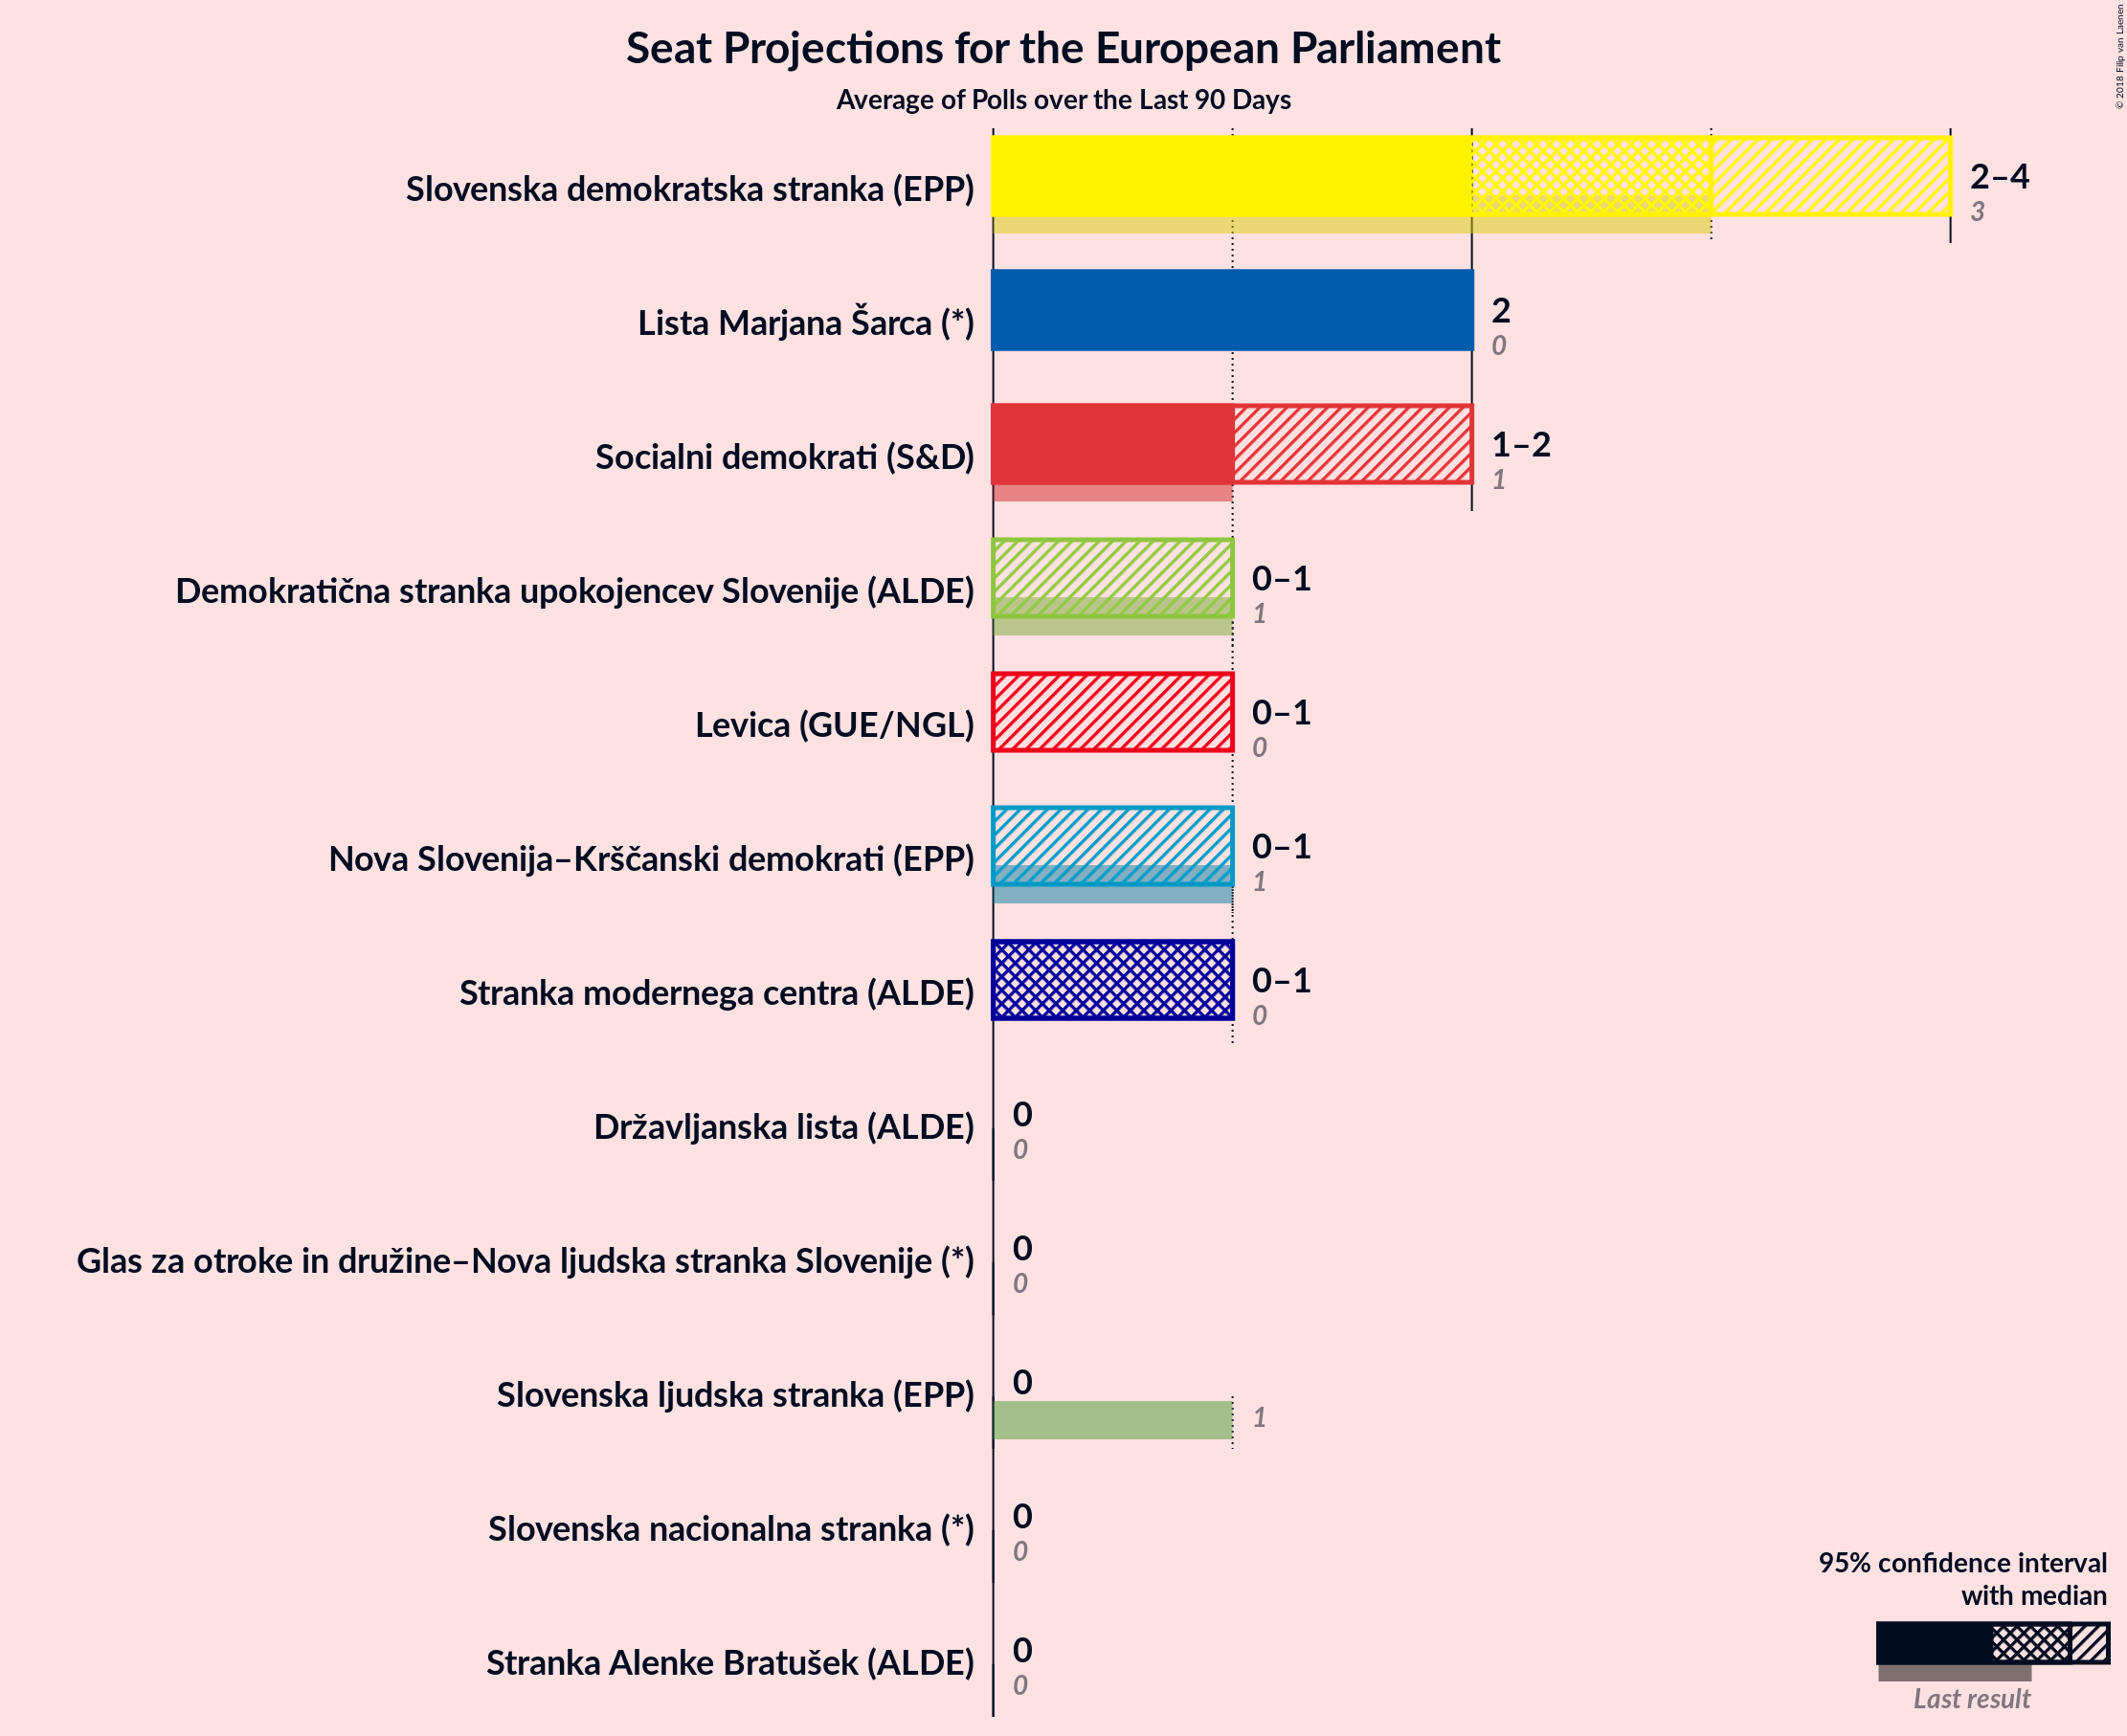 Seat Projections for the European Parliament
Average of Polls over the Last 90 Days
© 2018 Filip van Laenen
Slovenska demokratska stranka (EPP)
2–4
3
Lista Marjana Šarca (*)
2
0
Socialni demokrati (S&D)
1–2
1
Demokratična stranka upokojencev Slovenije (ALDE)
0–1
1
Levica (GUE/NGL)
0–1
0
Nova Slovenija–Krščanski demokrati (EPP)
0–1
1
Stranka modernega centra (ALDE)
0–1
0
Državljanska lista (ALDE)
0
0
Glas za otroke in družine–Nova ljudska stranka Slovenije (*)
0
0
Slovenska ljudska stranka (EPP)
0
1
Slovenska nacionalna stranka (*)
0
0
Stranka Alenke Bratušek (ALDE)
0
0
95% confidence interval
with median
Last result